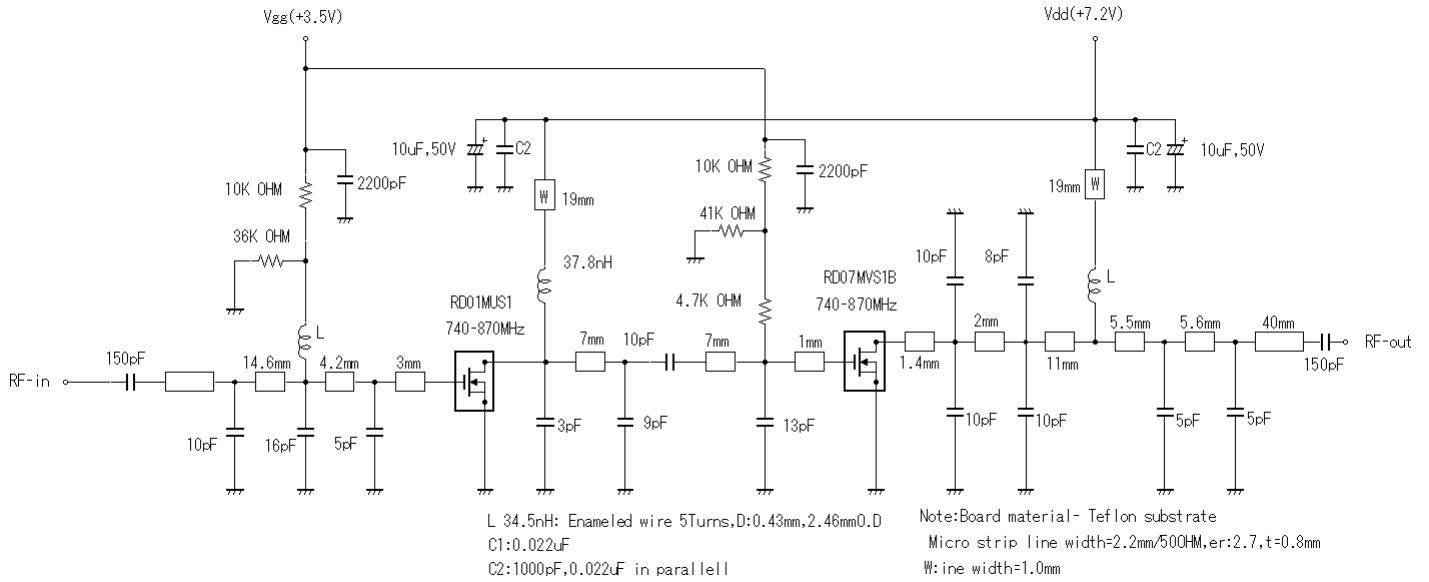 Vgg(+3.5V)
Vdd(+7.2V)
10uF,50V
C2
C2
10uF,50V
10K OHM
2200pF
W
19mm
10K OHM
2200pF
19mm
W
36K OHM
41K OHM
37.8nH
10pF
8pF
L
RD01MUS1
740-870MHz
4.7K OHM
RD07MVS1B
740-870MHz
L
150pF
14.6mm
4.2mm
3mm
7mm
10pF
7mm
1mm
1.4mm
2mm
11mm
5.5mm
5.6mm
40mm
150pF
RF-in
RF-out
10pF
16pF
5pF
3pF
9pF
13pF
10pF
10pF
5pF
5pF
L 34.5nH: Enameled wire 5Turns,D:0.43mm,2.46mmO.D
C1:0.022uF
C2:1000pF,0.022uF in parallell
Note:Board material- Teflon substrate
Micro strip line width=2.2mm/50OHM,er:2.7,t=0.8mm
W:ine width=1.0mm